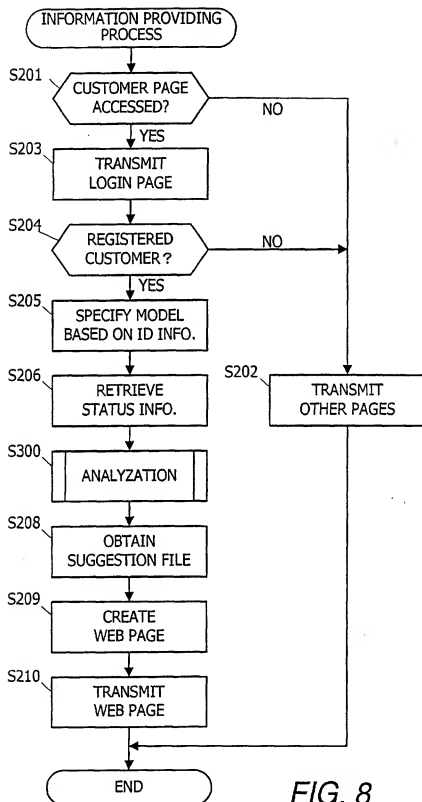 INFORMATION PROVIDING
PROCESS
S201
CUSTOMER PAGE
ACCESSED?
NO
YES
S203
TRANSMIT
LOGIN PAGE
S204
REGISTERED
CUSTOMER?
NO
YES
S205
SPECIFY MODEL
BASED ON ID INFO.
S206
RETRIEVE
STATUS INFO.
S202
TRANSMIT
OTHER PAGES
S300
ANALYZATION
S208
OBTAIN
SUGGESTION FILE
S209
CREATE
WEB PAGE
S210
TRANSMIT
WEB PAGE
END
FIG. 8